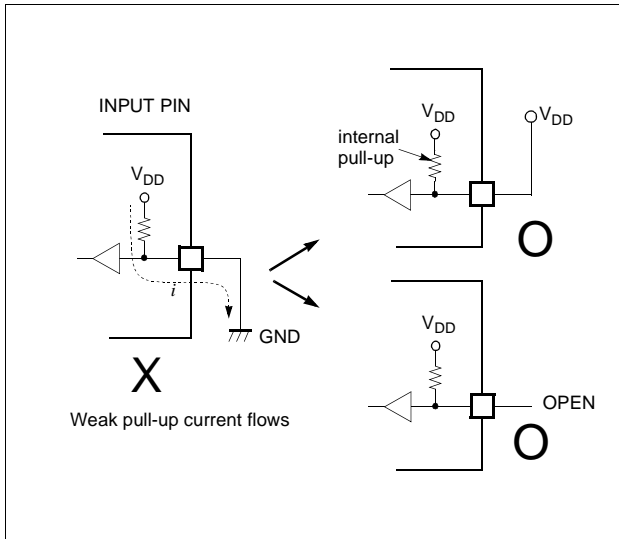 INPUT PIN
VDD
i
GND
X
Weak pull-up current flows
VDD
internal
pull-up
VDD
O
VDD
OPEN
O